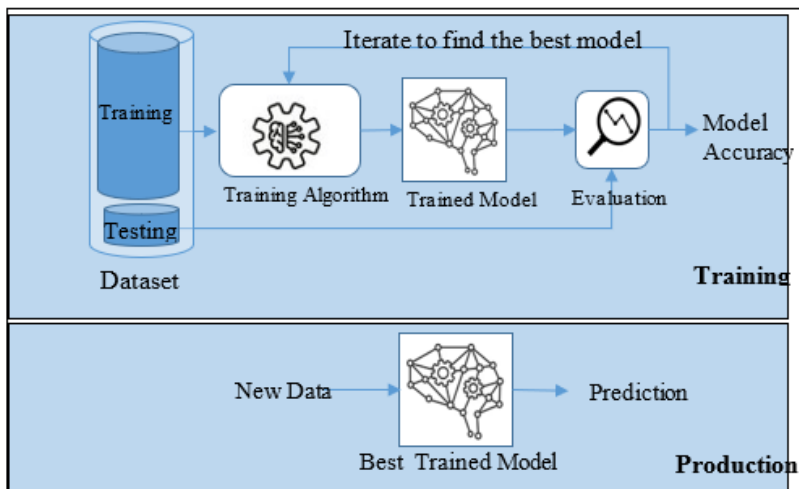 Iterate to find the best model
Training
Model
Accuracy
Training Algorithm
Trained Model
Evaluation
Testing
Dataset
Training
New Data
Prediction
Best Trained Model
Production